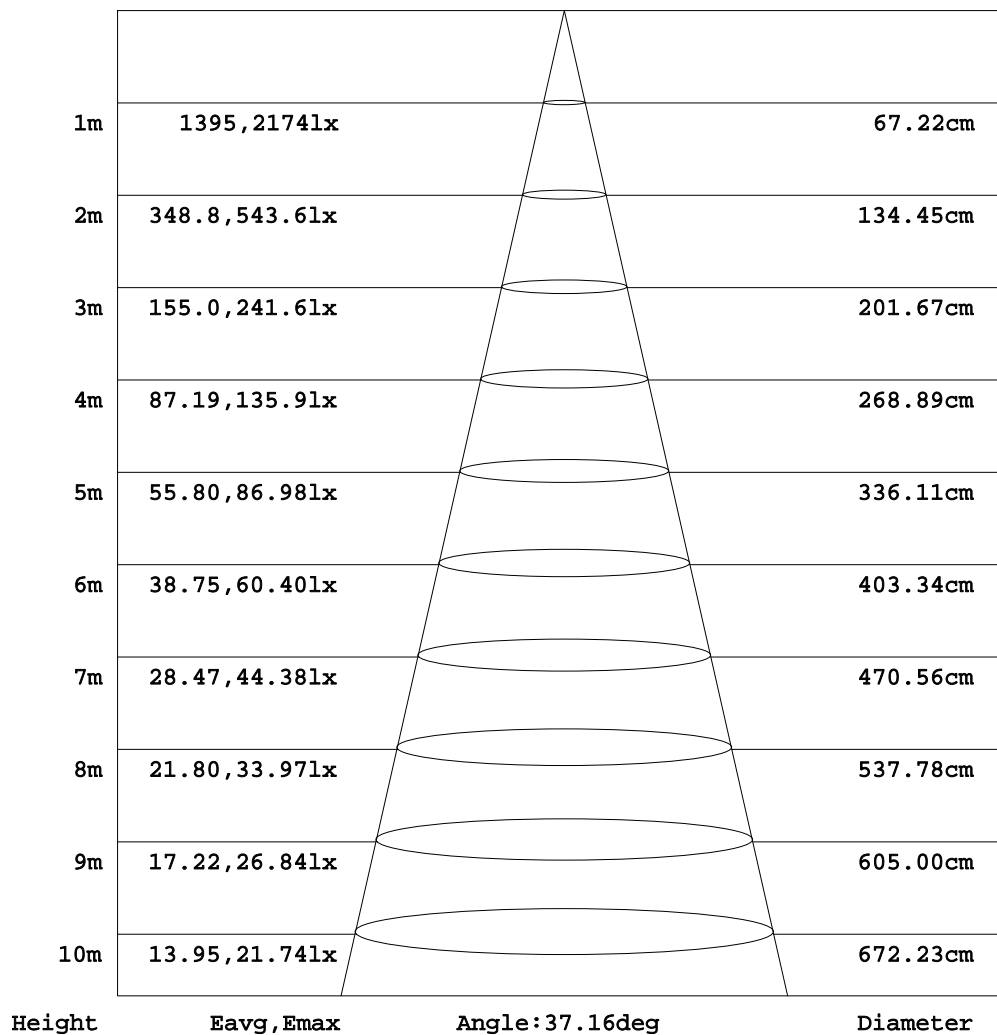 1m 1395,2174lx 67.22cm
2m 348.8,543.6lx 134.45cm
3m 155.0,241.6lx 201.67cm
4m 87.19,135.9lx 268.89cm
5m 55.80,86.98lx 336.11cm
6m 38.75,60.40lx 403.34cm
7m 28.47,44.38lx 470.56cm
8m 21.80,33.97lx 537.78cm
9m 17.22,26.84lx 605.00cm
10m 13.95,21.74lx 672.23cm
Height Eavg,Emax Angle:37.16deg Diameter